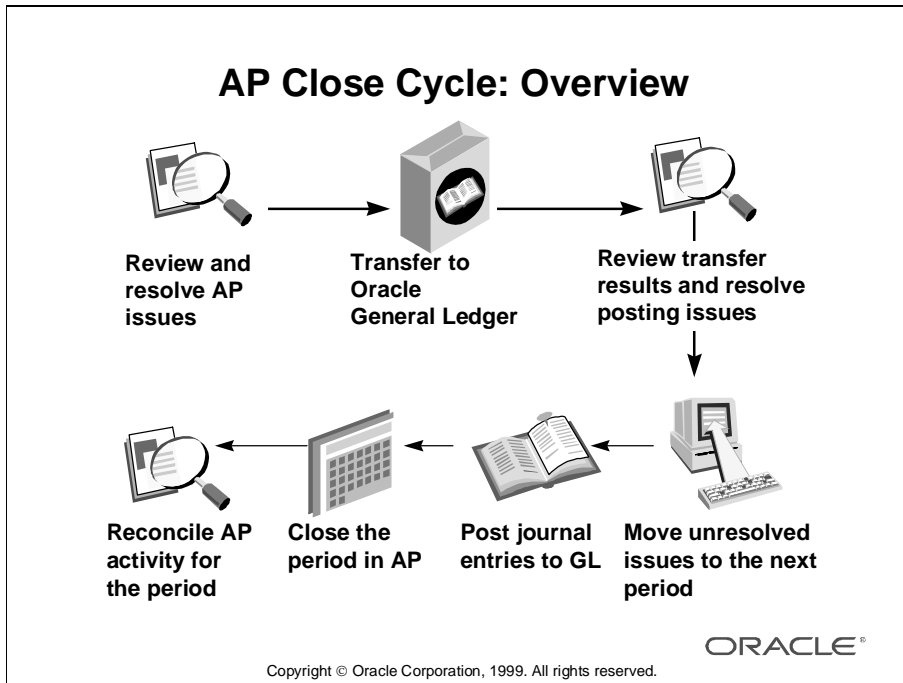 AP Close Cycle: Overview
Review and
resolve AP
issues
Transfer to
Oracle
General Ledger
Review transfer
results and resolve
posting issues
Reconcile AP
activity for
the period
Close the
period in AP
Post journal
entries to GL
Move unresolved
issues to the next
period
ORACLE®
Copyright © Oracle Corporation, 1999. All rights reserved.